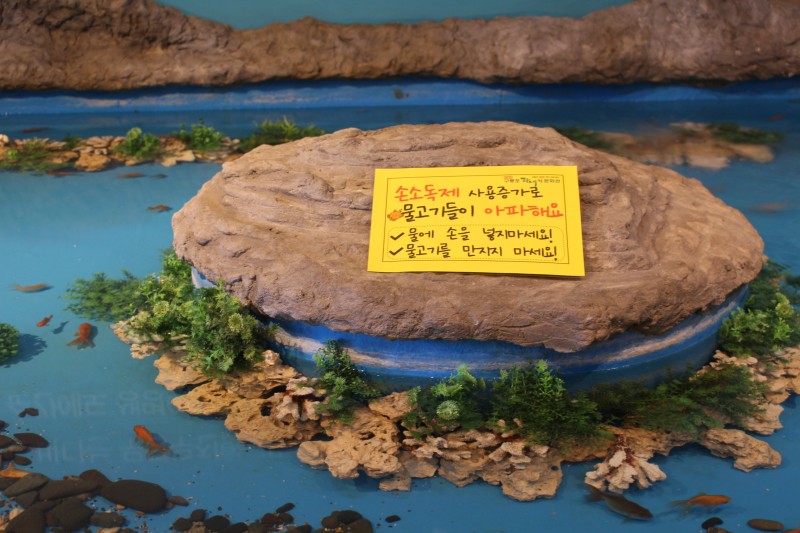 손소독제 사용증가로
물고기들이 아파해요
✓ 물에 손을 넣지마세요!
✓ 물고기를 만지지 마세요!